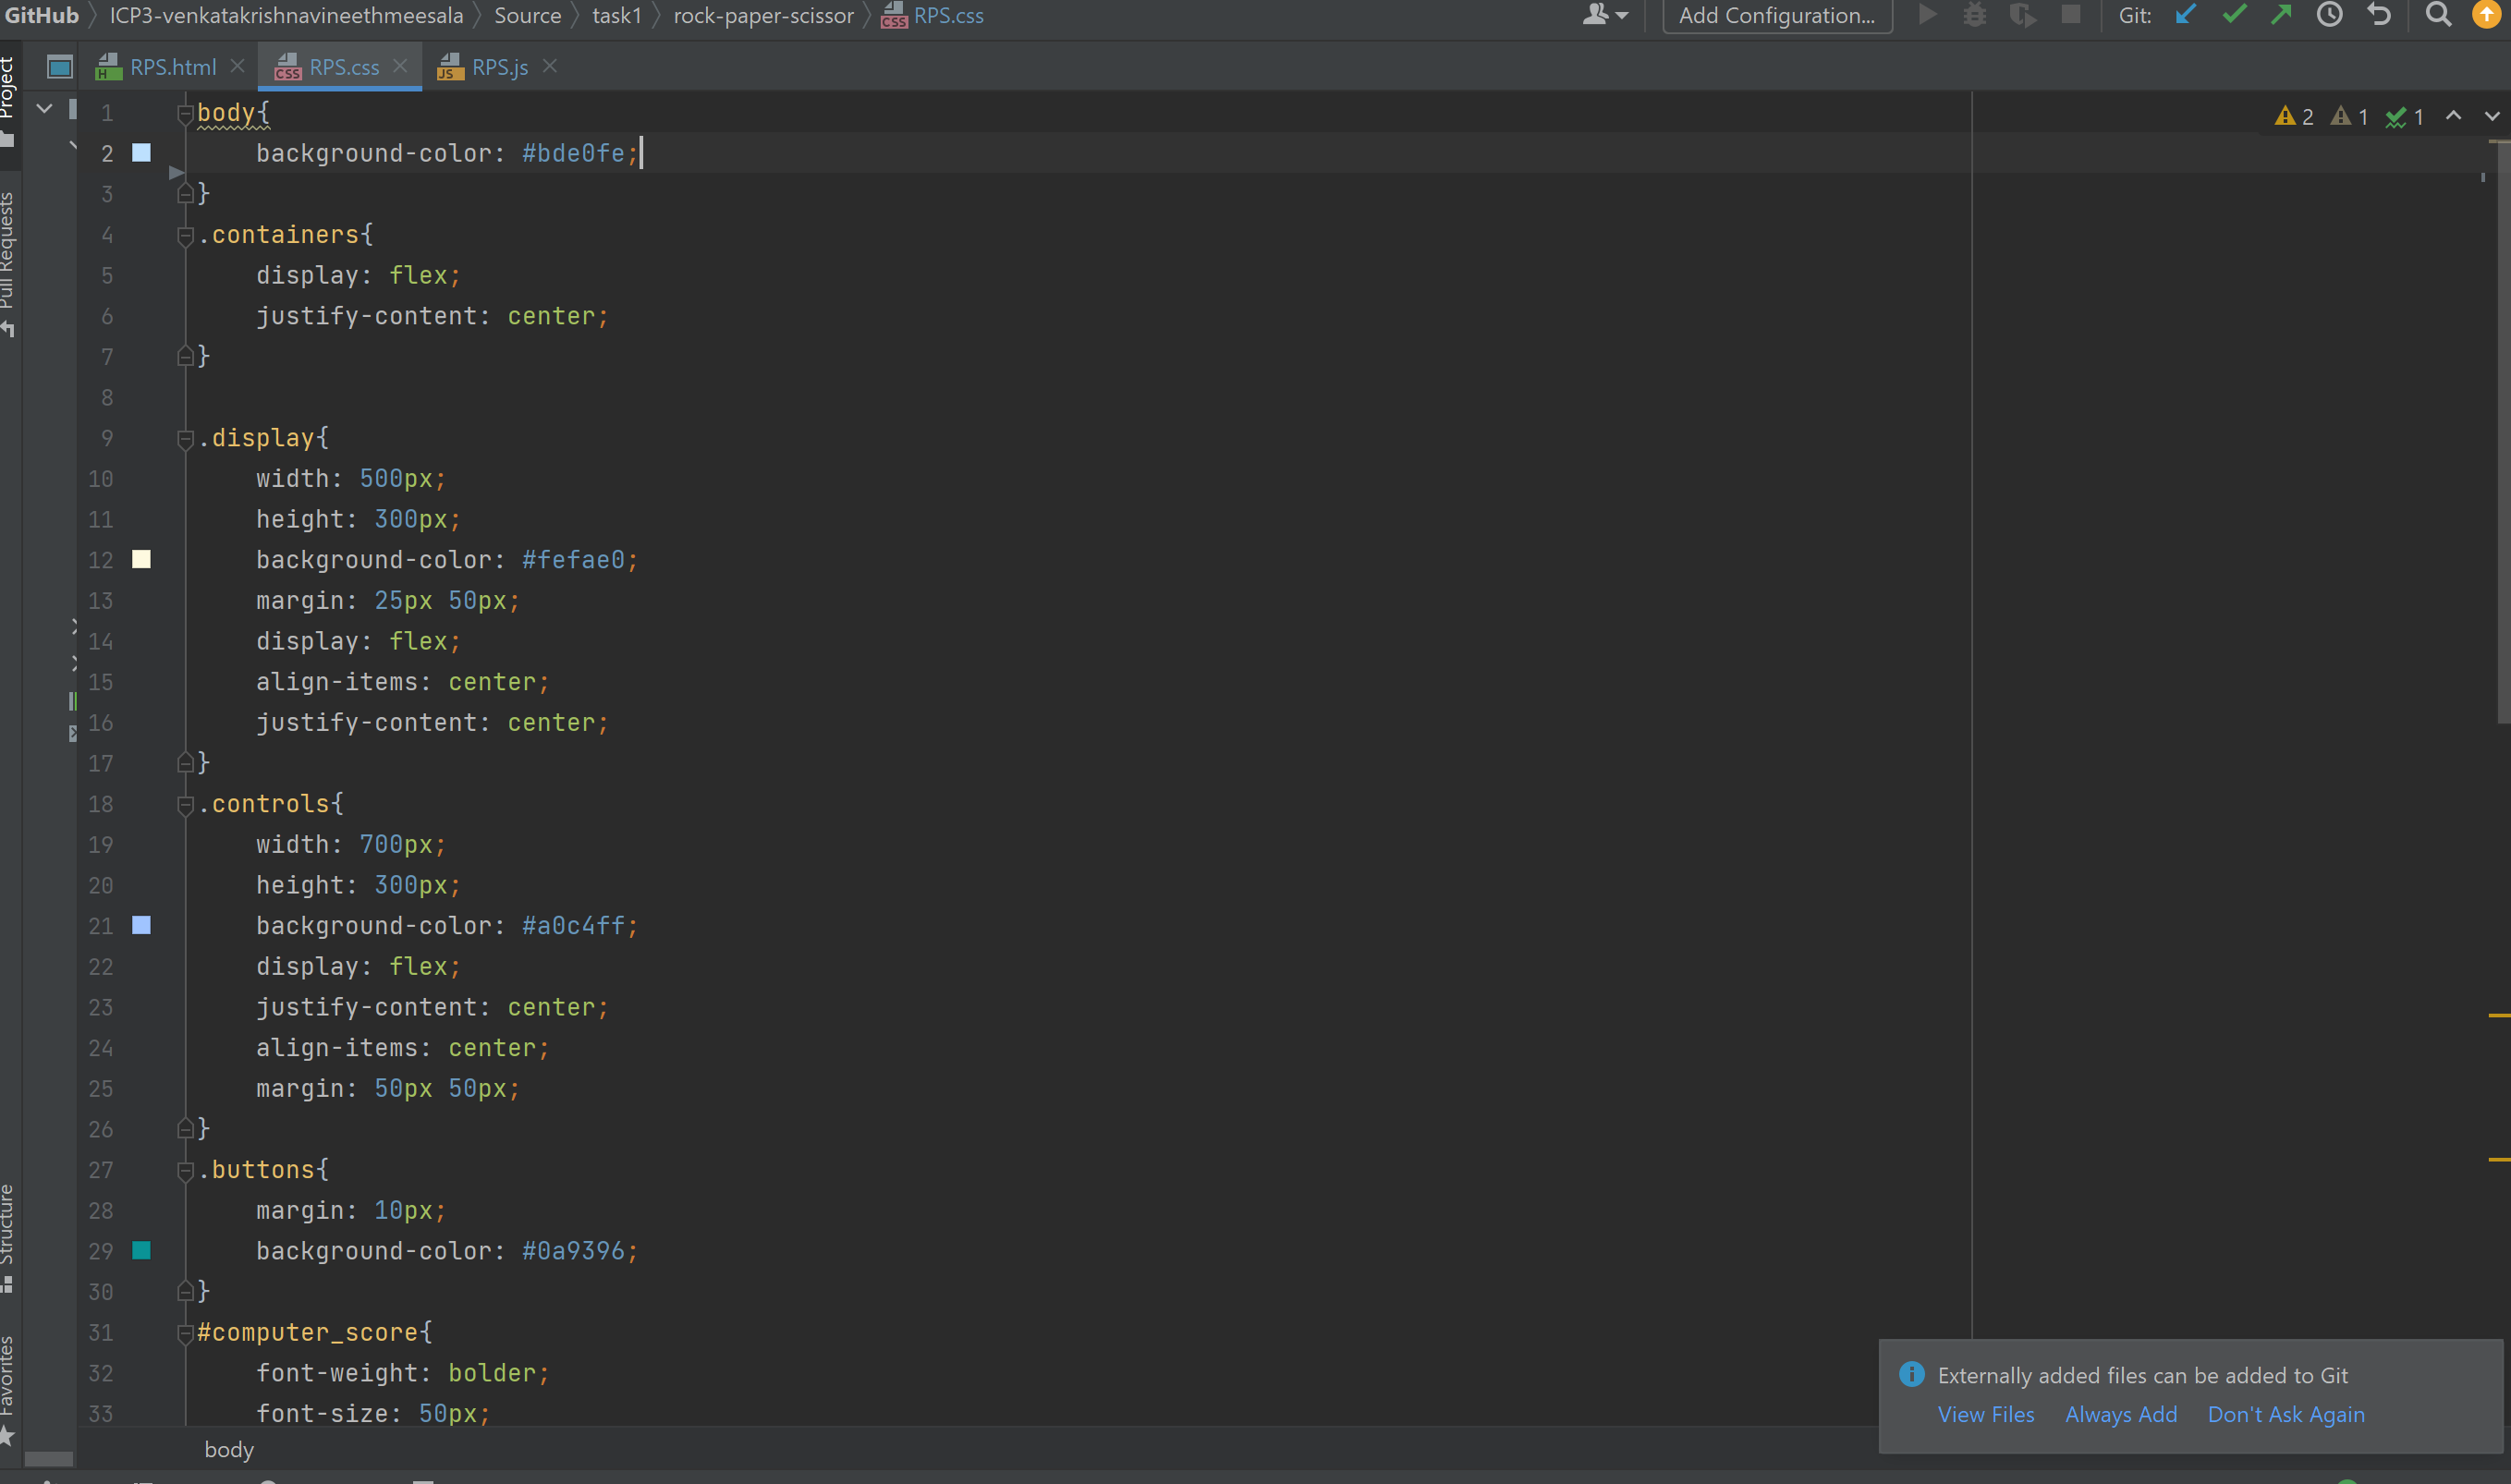 GitHub ICP3-venkatakrishnavineethmeesala Source task1 rock-paper-scissor CSS RPS.css Add Configuration... Git:
H RPS.html CSS RPS.css JS RPS.js
Project
Pull Requests
Structure
Favorites
2 1 1
1 body{
2 background-color: #bde0fe;
3 }
4 .containers{
5 display: flex;
6 justify-content: center;
7 }
8
9 .display{
10 width: 500px;
11 height: 300px;
12 background-color: #fefae0;
13 margin: 25px 50px;
14 display: flex;
15 align-items: center;
16 justify-content: center;
17 }
18 .controls{
19 width: 700px;
20 height: 300px;
21 background-color: #a0c4ff;
22 display: flex;
23 justify-content: center;
24 align-items: center;
25 margin: 50px 50px;
26 }
27 .buttons{
28 margin: 10px;
29 background-color: #0a9396;
30 }
31 #computer_score{
32 font-weight: bolder;
33 font-size: 50px;
body
Externally added files can be added to Git
View Files Always Add Don't Ask Again